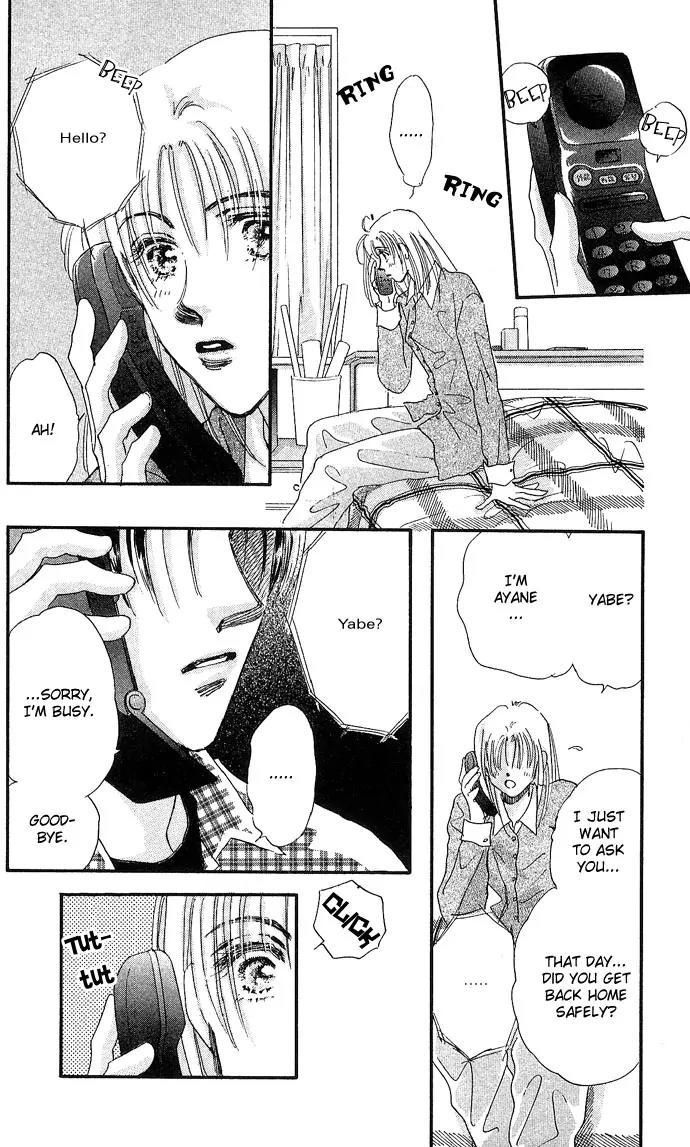 BEEP
BEEP
RING
.....
RING
BEEP
Hello?
AH!
YABE?
I'M
AYANE
...
I JUST
WANT
TO ASK
YOU...
THAT DAY...
DID YOU GET
BACK HOME
SAFELY?
.....
Yabe?
.....
...SORRY,
I'M BUSY.
GOOD-
BYE.
CLICK
Tut-
tut